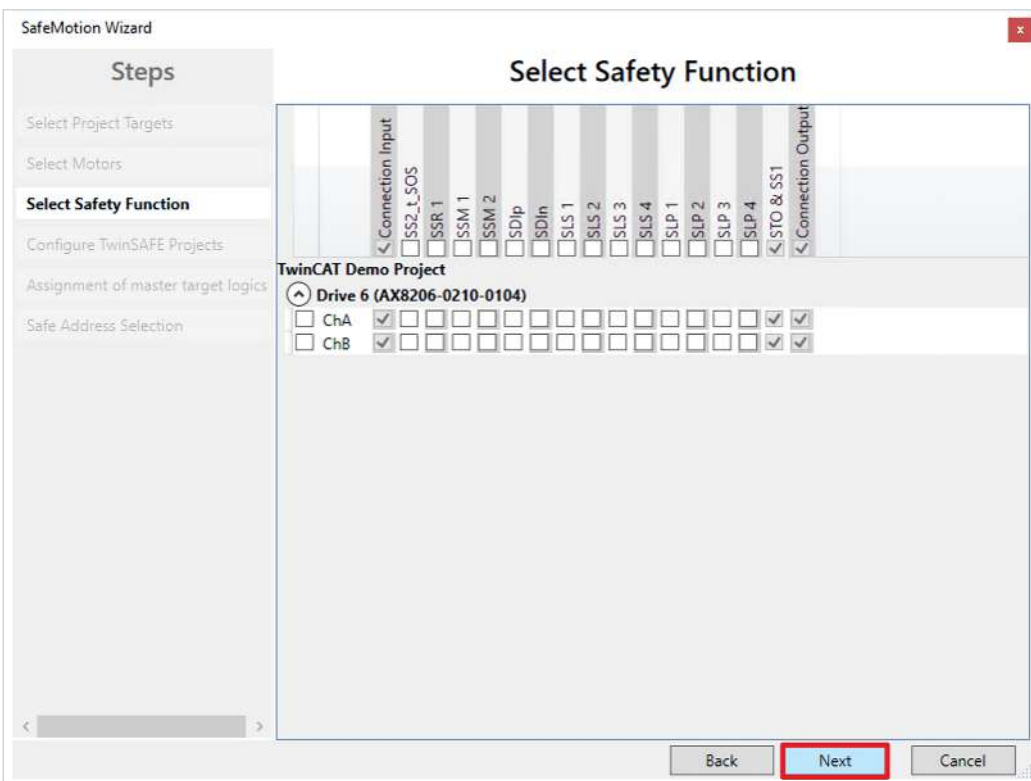 SafeMotion Wizard
x
Steps
Select Safety Function
Select Project Targets
Select Motors
Select Safety Function
Configure TwinSAFE Projects
Assignment of master target logics
Safe Address Selection
Connection Input
SS2_t_SOS
SSR 1
SSM 1
SSM 2
SDIp
SDIn
SLS 1
SLS 2
SLS 3
SLS 4
SLP 1
SLP 2
SLP 3
SLP 4
STO & SS1
Connection Output
TwinCAT Demo Project
Drive 6 (AX8206-0210-0104)
ChA
ChB
Back Next Cancel